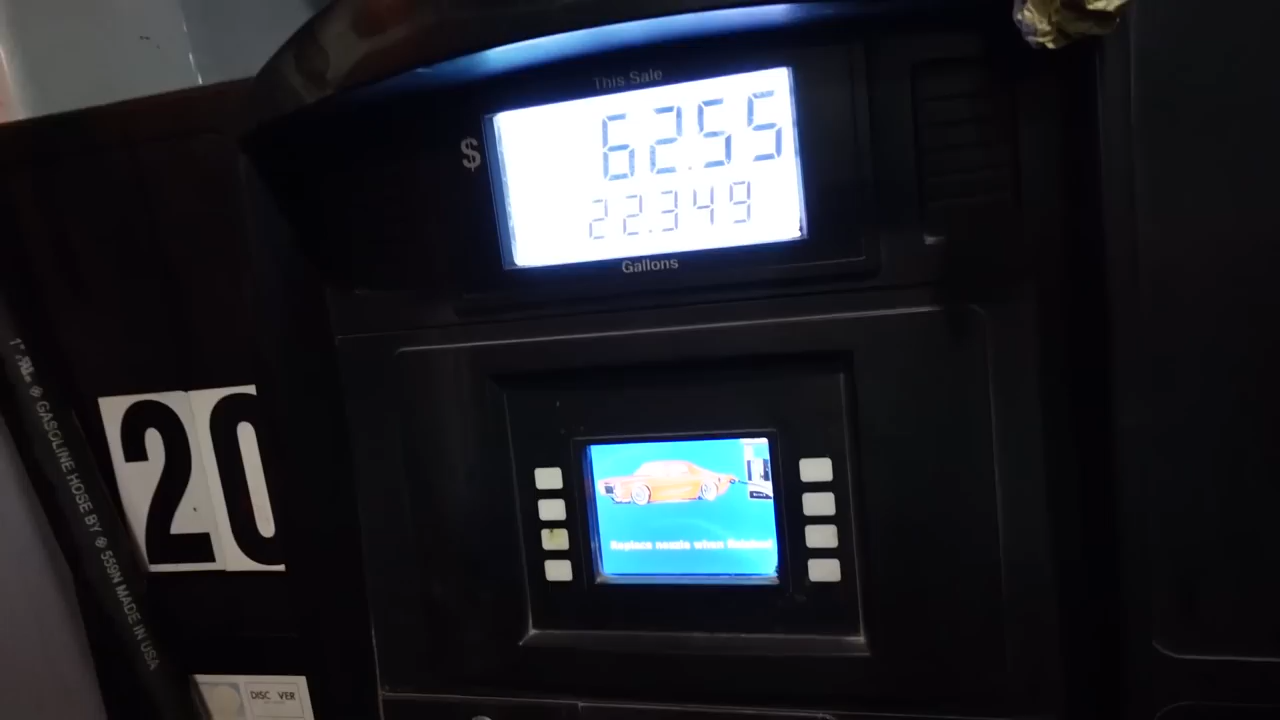 This Sale
$ 62.55
22.349
Gallons
20
GASOLINE HOSE BY 559N MADE IN USA
Replace nozzle when finished
DISC VER